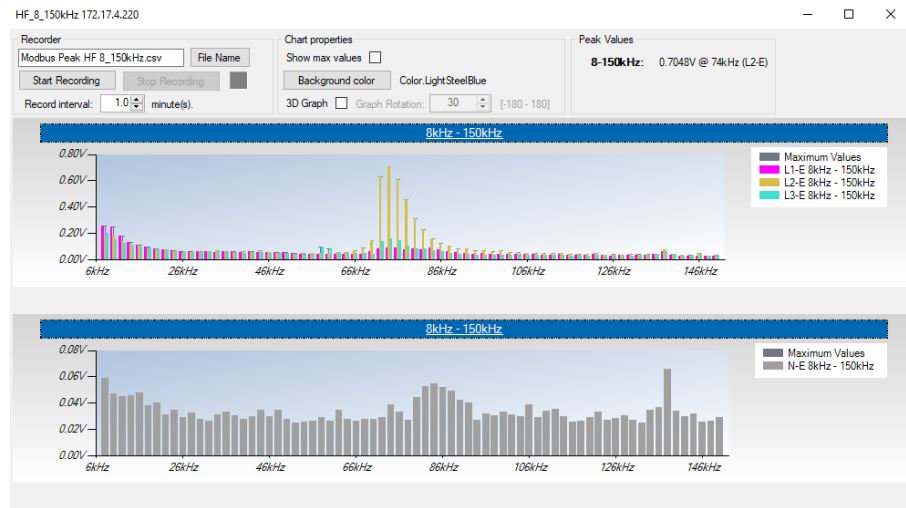 HF_8_150kHz 172.17.4.220
Recorder
Modbus Peak HF 8_150kHz.csv File Name
Start Recording Stop Recording
Record interval: 1.0 minute(s).
Chart properties
Show max values
Background color Color.LightSteelBlue
3D Graph Graph Rotation: 30 [-180 - 180]
Peak Values
8-150kHz: 0.7048V @ 74kHz (L2-E)
8kHz - 150kHz
0.80V
0.60V
0.40V
0.20V
0.00V
6kHz 26kHz 46kHz 66kHz 86kHz 106kHz 126kHz 146kHz
Maximum Values
L1-E 8kHz - 150kHz
L2-E 8kHz - 150kHz
L3-E 8kHz - 150kHz
8kHz - 150kHz
0.08V
0.06V
0.04V
0.02V
0.00V
6kHz 26kHz 46kHz 66kHz 86kHz 106kHz 126kHz 146kHz
Maximum Values
N-E 8kHz - 150kHz